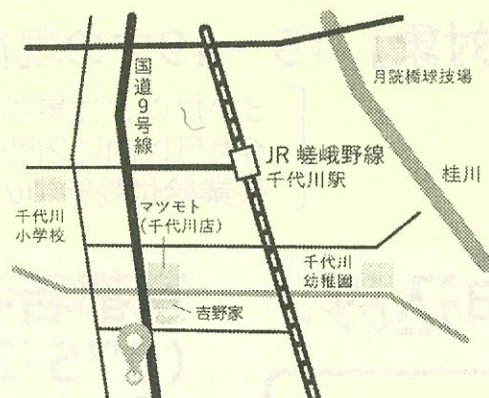 国道9号線
月読橋球技場
JR 嵯峨野線
千代川駅
桂川
千代川
小学校
マツモト
(千代川店)
千代川
幼稚園
吉野家